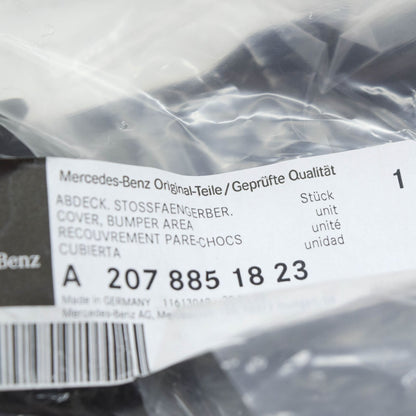 Mercedes-Benz Original-Teile / Geprüfte Qualität
ABDECK. STOSSFAENGERBER. Stück 1
COVER, BUMPER AREA unit
RECOUVREMENT PARE-CHOCS unité
CUBIERTA unidad
Benz
A 207 885 18 23
Made in GERMANY
Mercedes-Benz AG,